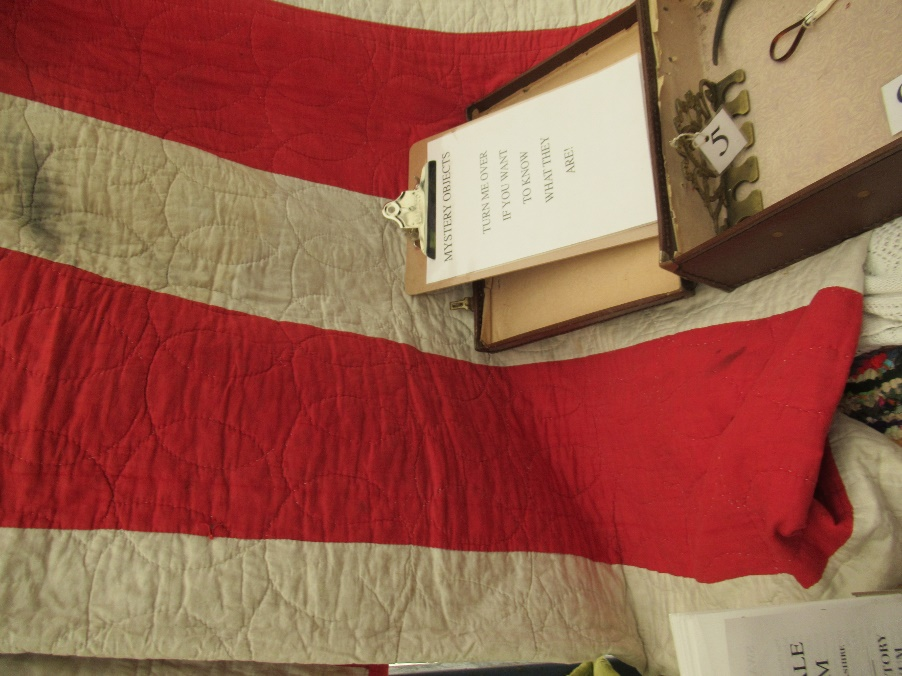 MYSTERY OBJECTS
TURN ME OVER
IF YOU WANT
TO KNOW
WHAT THEY
ARE!
5